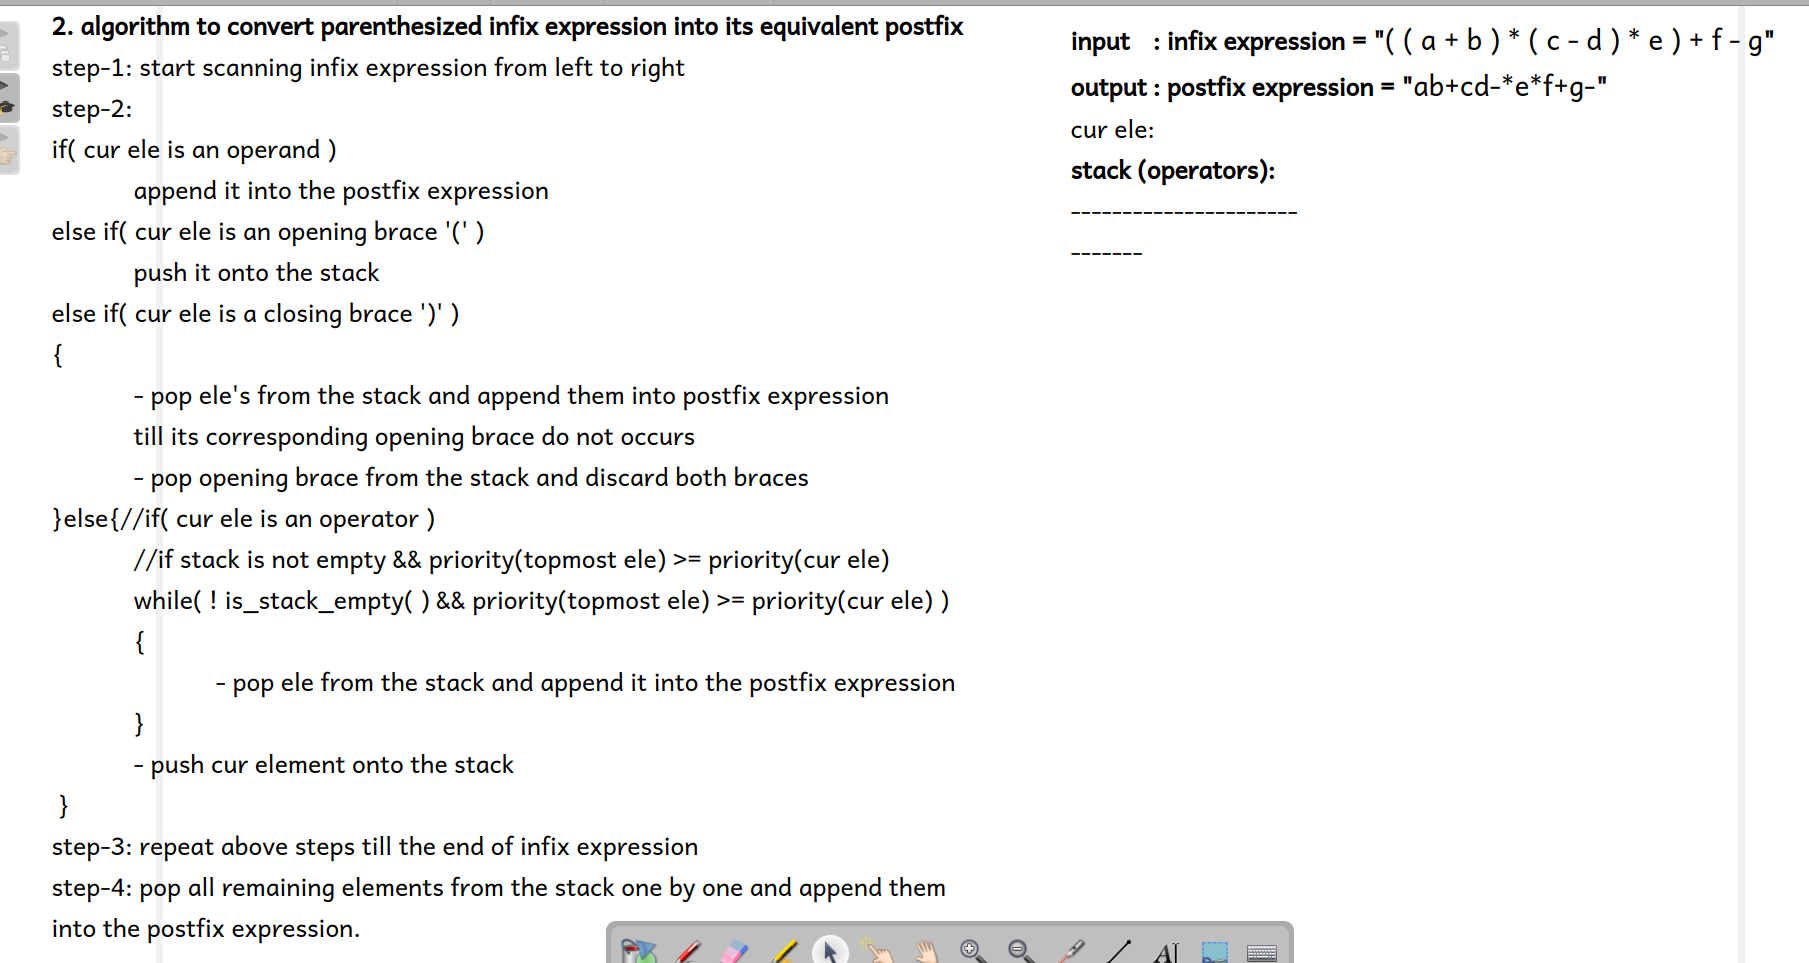 2. algorithm to convert parenthesized infix expression into its equivalent postfix
step-1: start scanning infix expression from left to right
step-2:
if( cur ele is an operand )
append it into the postfix expression
else if( cur ele is an opening brace '(' )
push it onto the stack
else if( cur ele is a closing brace ')' )
{
- pop ele's from the stack and append them into postfix expression
till its corresponding opening brace do not occurs
- pop opening brace from the stack and discard both braces
}else{//if( cur ele is an operator )
//if stack is not empty && priority(topmost ele) >= priority(cur ele)
while( ! is_stack_empty( ) && priority(topmost ele) >= priority(cur ele) )
{
- pop ele from the stack and append it into the postfix expression
}
- push cur element onto the stack
}
step-3: repeat above steps till the end of infix expression
step-4: pop all remaining elements from the stack one by one and append them
into the postfix expression.
input : infix expression = "( ( a + b ) * ( c - d ) * e ) + f - g"
output : postfix expression = "ab+cd-*e*f+g-"
cur ele:
stack (operators):
----------------------
-------